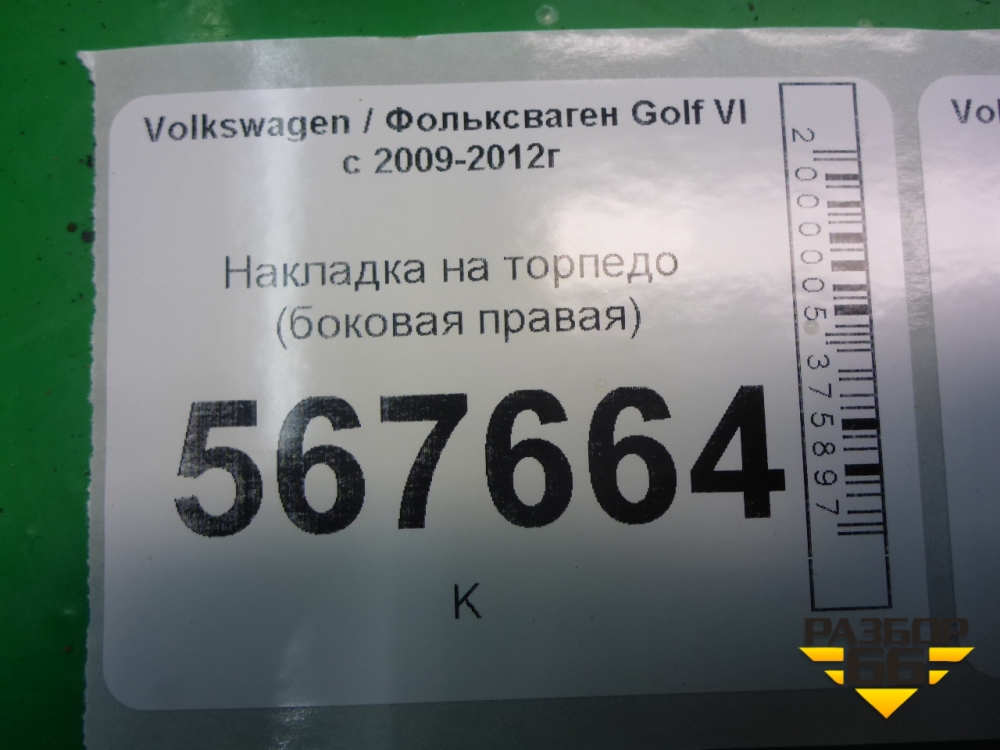 Volkswagen / Фольксваген Golf VI
с 2009-2012г
Накладка на торпедо
(боковая правая)
567664
К
2000005375897
Vol
РАЗБОР
66